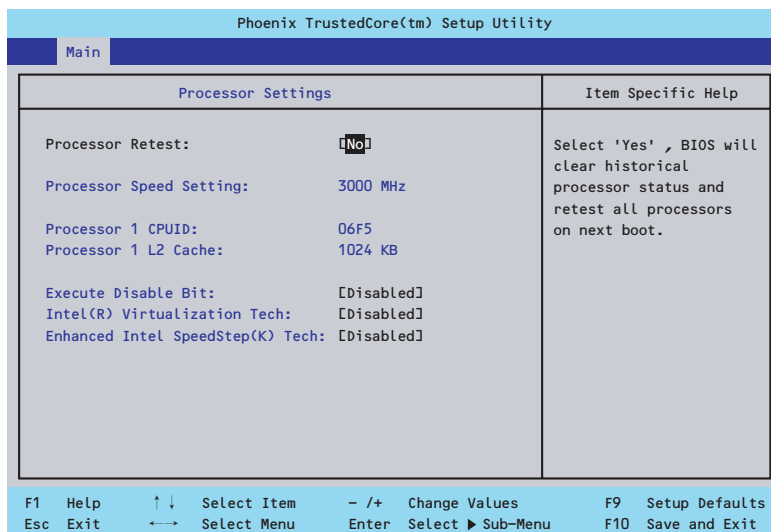 Phoenix TrustedCore(tm) Setup Utility
Main
Processor Settings
Item Specific Help
Processor Retest: [No]
Processor Speed Setting: 3000 MHz
Processor 1 CPUID: 06F5
Processor 1 L2 Cache: 1024 KB
Execute Disable Bit: [Disabled]
Intel(R) Virtualization Tech: [Disabled]
Enhanced Intel SpeedStep(K) Tech: [Disabled]
Select 'Yes' , BIOS will
clear historical
processor status and
retest all processors
on next boot.
F1 Help ↑↓ Select Item - /+ Change Values F9 Setup Defaults
Esc Exit ←→ Select Menu Enter Select ▶ Sub-Menu F10 Save and Exit